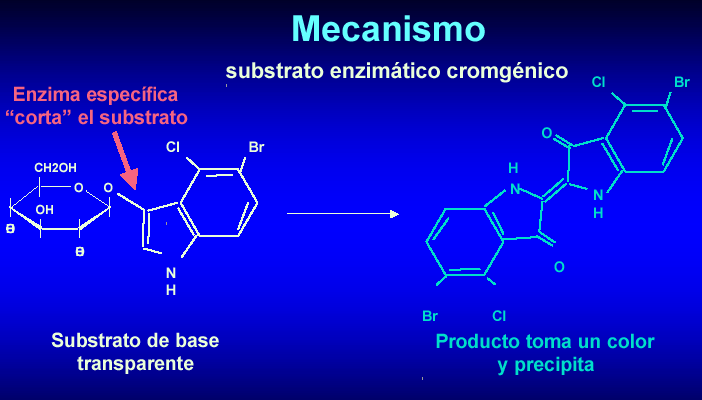 Mecanismo
substrato enzimático cromgénico
Enzima específica
“corta” el substrato
Cl
Br
CH2OH
O
O
OH
N
H
Cl
Br
O
H
N
N
H
O
Br
Cl
Substrato de base
transparente
Producto toma un color
y precipita